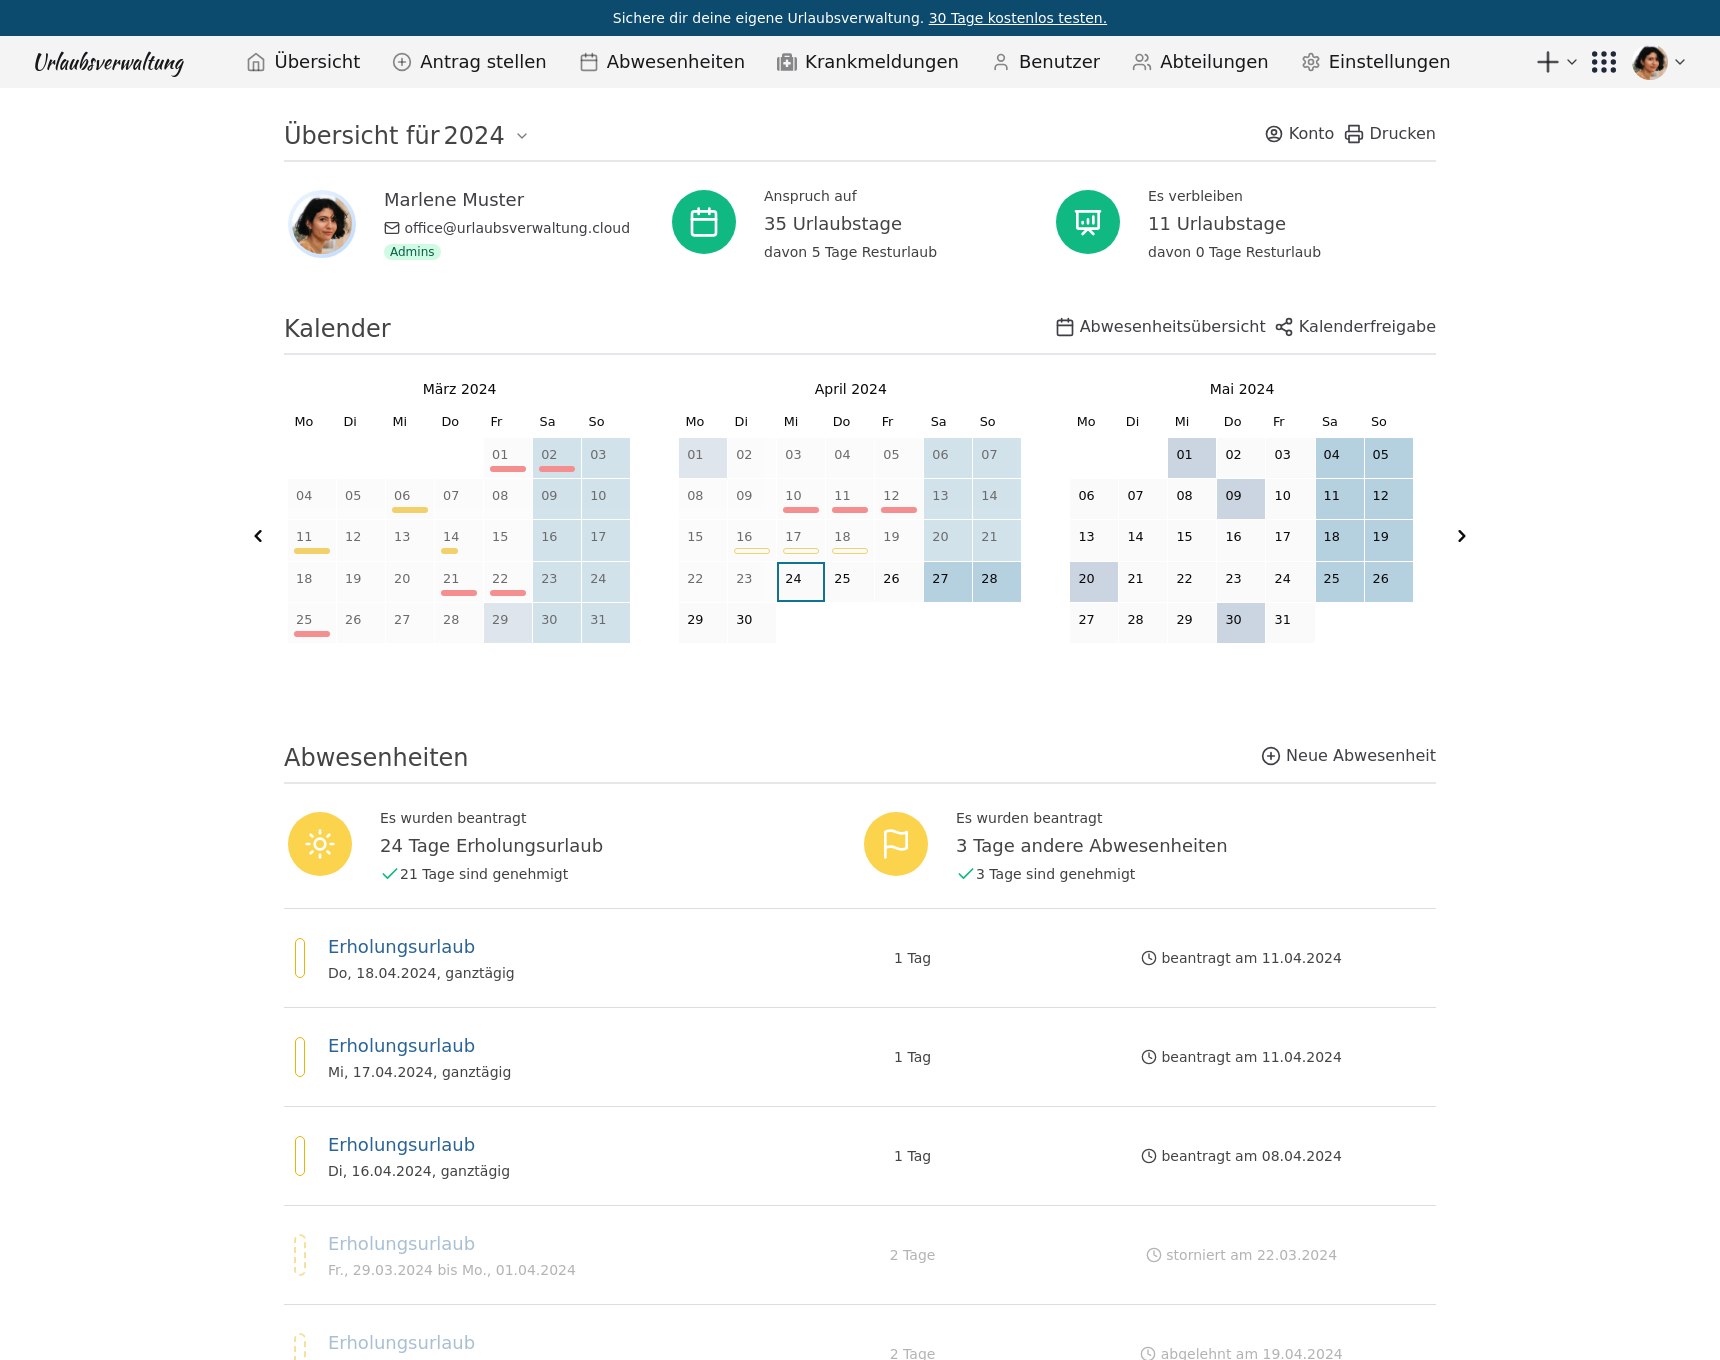 Sichere dir deine eigene Urlaubsverwaltung. 30 Tage kostenlos testen.
Urlaubsverwaltung Übersicht Antrag stellen Abwesenheiten Krankmeldungen Benutzer Abteilungen Einstellungen
Übersicht für 2024 Konto Drucken
Marlene Muster
office@urlaubsverwaltung.cloud
Admins
Anspruch auf
35 Urlaubstage
davon 5 Tage Resturlaub
Es verbleiben
11 Urlaubstage
davon 0 Tage Resturlaub
Kalender Abwesenheitsübersicht Kalenderfreigabe
März 2024
Mo Di Mi Do Fr Sa So
01 02 03
04 05 06 07 08 09 10
11 12 13 14 15 16 17
18 19 20 21 22 23 24
25 26 27 28 29 30 31
April 2024
Mo Di Mi Do Fr Sa So
01 02 03 04 05 06 07
08 09 10 11 12 13 14
15 16 17 18 19 20 21
22 23 24 25 26 27 28
29 30
Mai 2024
Mo Di Mi Do Fr Sa So
01 02 03 04 05
06 07 08 09 10 11 12
13 14 15 16 17 18 19
20 21 22 23 24 25 26
27 28 29 30 31
Abwesenheiten Neue Abwesenheit
Es wurden beantragt
24 Tage Erholungsurlaub
21 Tage sind genehmigt
Es wurden beantragt
3 Tage andere Abwesenheiten
3 Tage sind genehmigt
Erholungsurlaub
Do, 18.04.2024, ganztägig
1 Tag
beantragt am 11.04.2024
Erholungsurlaub
Mi, 17.04.2024, ganztägig
1 Tag
beantragt am 11.04.2024
Erholungsurlaub
Di, 16.04.2024, ganztägig
1 Tag
beantragt am 08.04.2024
Erholungsurlaub
Fr., 29.03.2024 bis Mo., 01.04.2024
2 Tage
storniert am 22.03.2024
Erholungsurlaub
2 Tage
abgelehnt am 19.04.2024